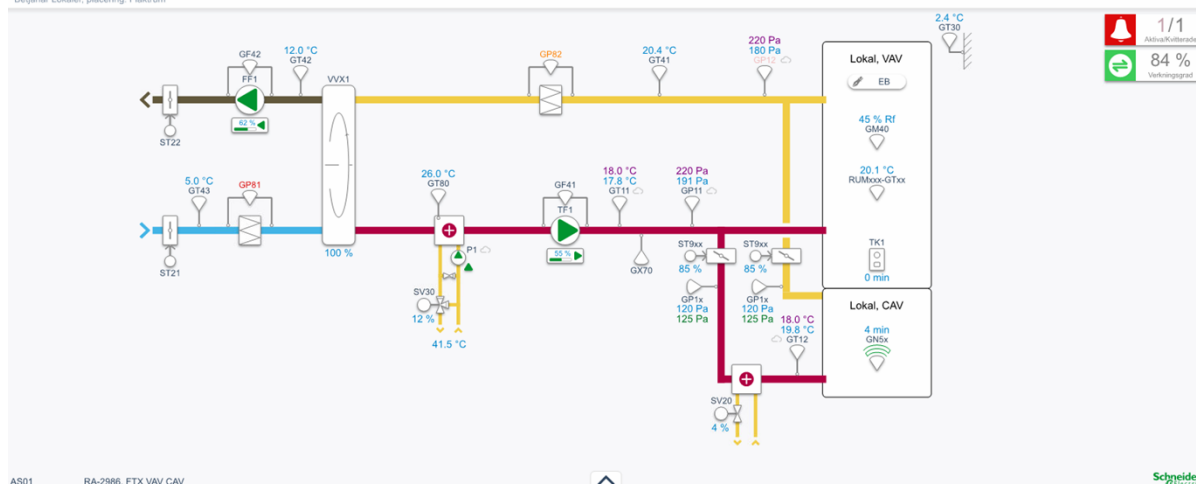 Betjänar Lokaler, placering: Fläktrum
2.4 °C
GT30
1/1
Aktiva/Kvitterade
84 %
Verkningsgrad
GF42
FF1
62 %
12.0 °C
GT42
VVX1
GP82
20.4 °C
GT41
220 Pa
180 Pa
GP12
Lokal, VAV
EB
45 % Rf
GM40
20.1 °C
RUMxxx-GTxx
TK1
0 min
ST22
5.0 °C
GT43
GP81
ST21
100 %
26.0 °C
GT80
P1
SV30
12 %
41.5 °C
GF41
TF1
55 %
18.0 °C
17.8 °C
GT11
220 Pa
191 Pa
GP11
GX70
ST9xx
85 %
GP1x
120 Pa
125 Pa
ST9xx
85 %
GP1x
120 Pa
125 Pa
18.0 °C
19.8 °C
GT12
SV20
4 %
Lokal, CAV
4 min
GN5x
AS01
RA-2986, FTX VAV CAV
Schneide